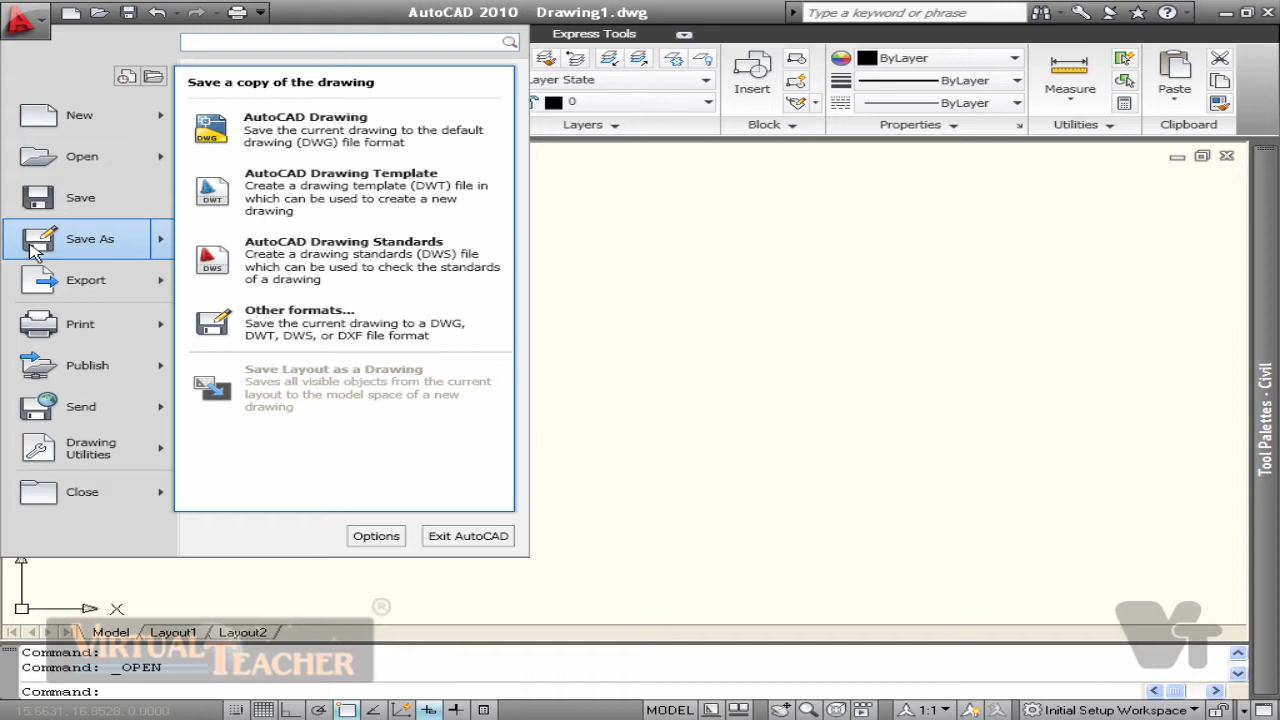 AutoCAD 2010 Drawing1.dwg
Type a keyword or phrase
Express Tools
Save a copy of the drawing
New
Open
Save
Save As
Export
Print
Publish
Send
Drawing
Utilities
Close
AutoCAD Drawing
Save the current drawing to the default
drawing (DWG) file format
DWG
AutoCAD Drawing Template
Create a drawing template (DWT) file in
which can be used to create a new
drawing
DWT
AutoCAD Drawing Standards
Create a drawing standards (DWS) file
which can be used to check the standards
of a drawing
DWS
Other formats...
Save the current drawing to a DWG,
DWT, DWS, or DXF file format
Save Layout as a Drawing
Saves all visible objects from the current
layout to the model space of a new
drawing
Options
Exit AutoCAD
ayer State
0
Layers
Insert
Block
ByLayer
ByLayer
ByLayer
Properties
Measure
Utilities
Paste
Clipboard
Tool Palettes - Civil
X
Model Layout1 Layout2
VIRTUAL TEACHER ®
VT
Command:
Command: _OPEN
Command:
15.6631, 16.8528, 0.0000
MODEL
1:1
Initial Setup Workspace